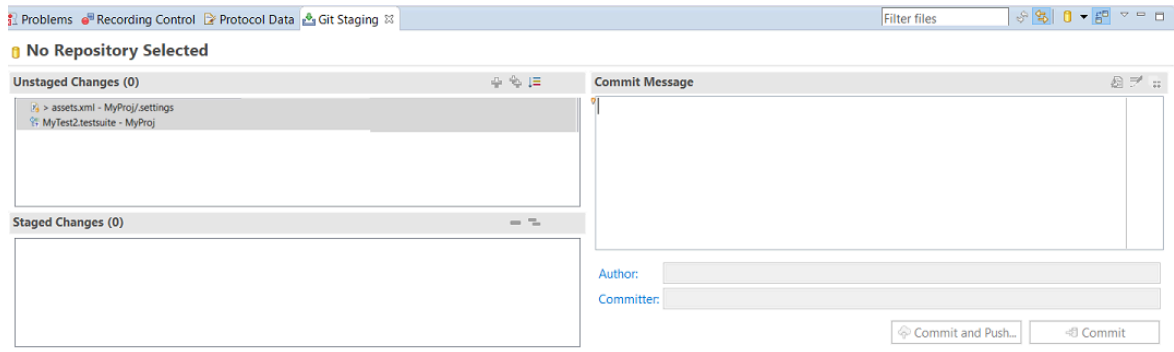 Problems Recording Control Protocol Data Git Staging Filter files
No Repository Selected
Unstaged Changes (0)
> assets.xml - MyProj/.settings
MyTest2.testsuite - MyProj
Staged Changes (0)
Commit Message
Author:
Committer:
Commit and Push... Commit